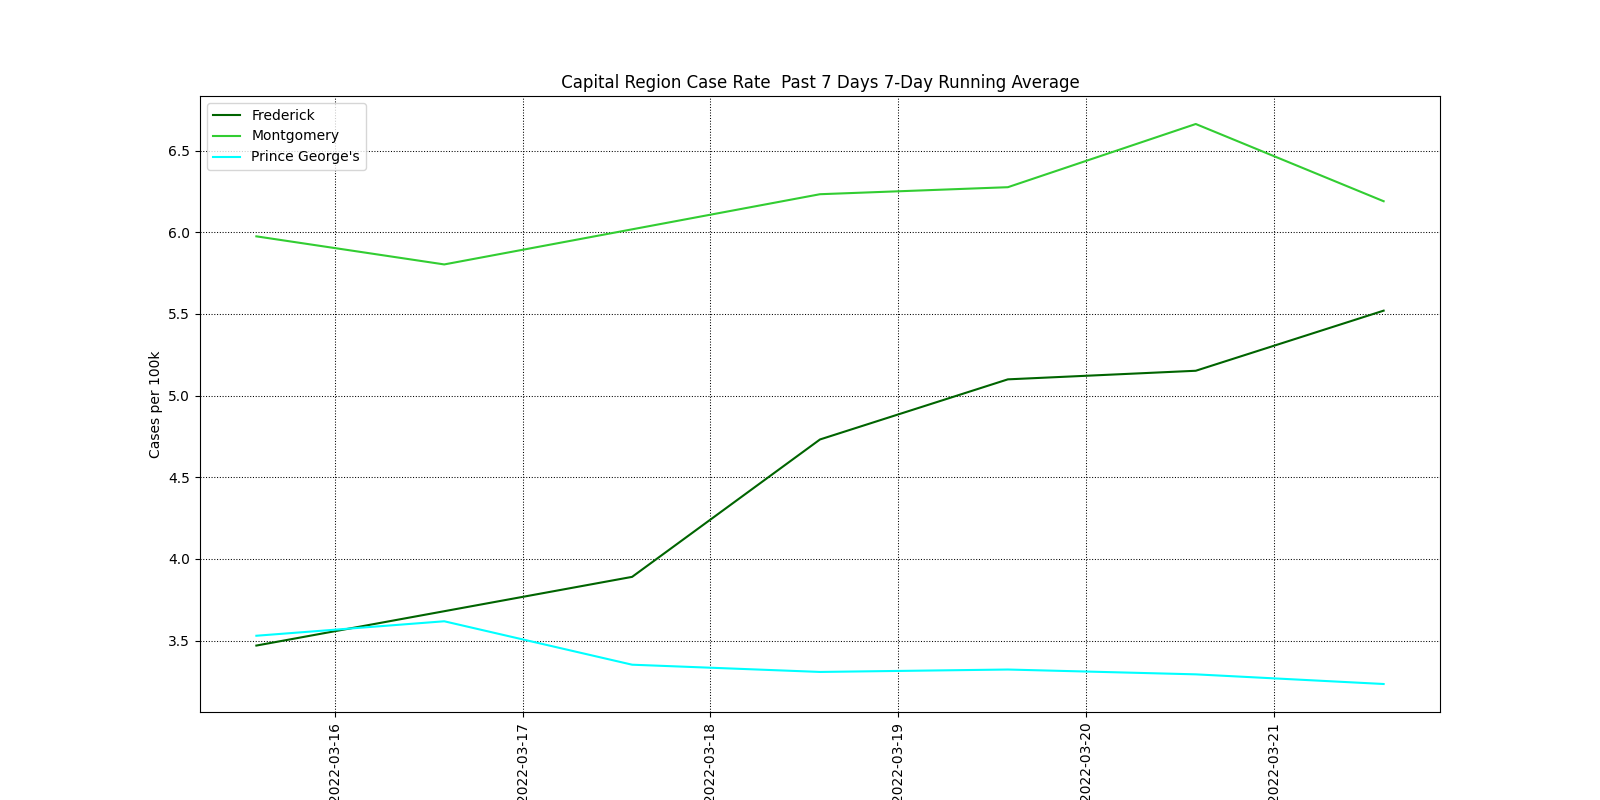 Capital Region Case Rate  Past 7 Days 7-Day Running Average
Frederick
Montgomery
Prince George's
6.5
6.0
5.5
5.0
4.5
4.0
3.5
Cases per 100k
2022-03-16
2022-03-17
2022-03-18
2022-03-19
2022-03-20
2022-03-21